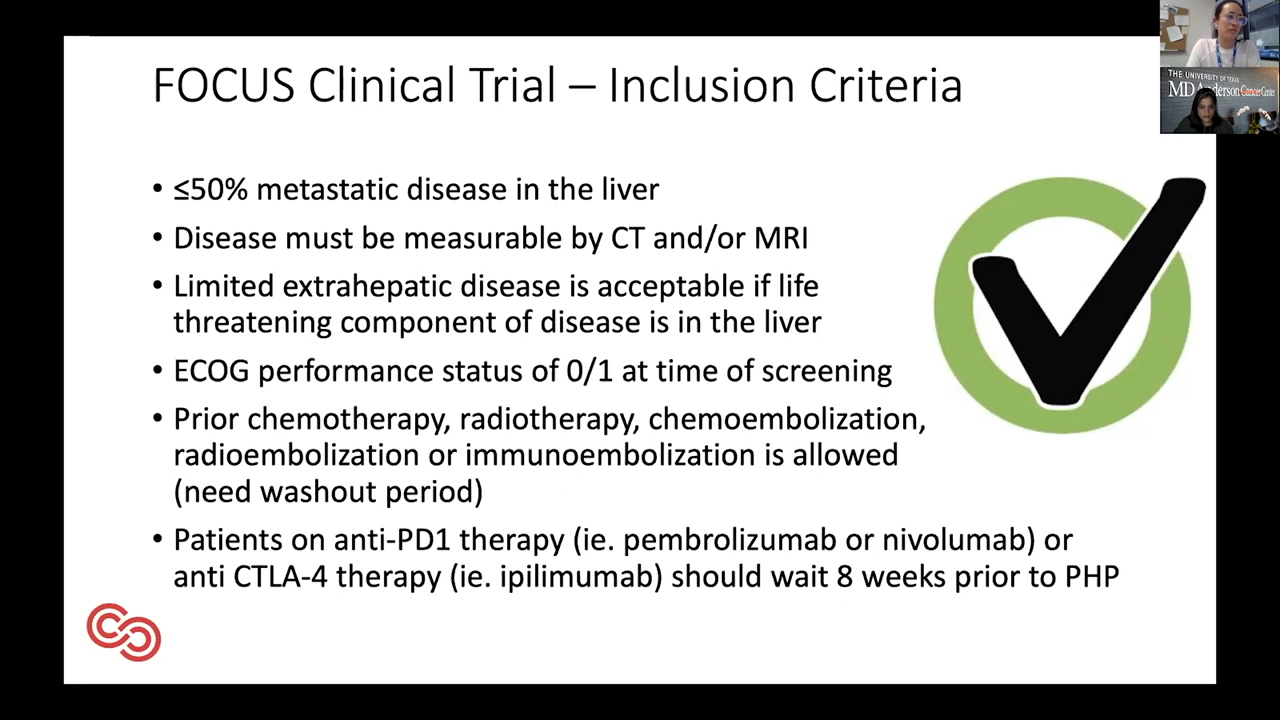 FOCUS Clinical Trial – Inclusion Criteria
THE UNIVERSITY OF TEXAS
MD Anderson Cancer Center
• ≤50% metastatic disease in the liver
• Disease must be measurable by CT and/or MRI
• Limited extrahepatic disease is acceptable if life
threatening component of disease is in the liver
• ECOG performance status of 0/1 at time of screening
• Prior chemotherapy, radiotherapy, chemoembolization,
radioembolization or immunoembolization is allowed
(need washout period)
• Patients on anti-PD1 therapy (ie. pembrolizumab or nivolumab) or
anti CTLA-4 therapy (ie. ipilimumab) should wait 8 weeks prior to PHP